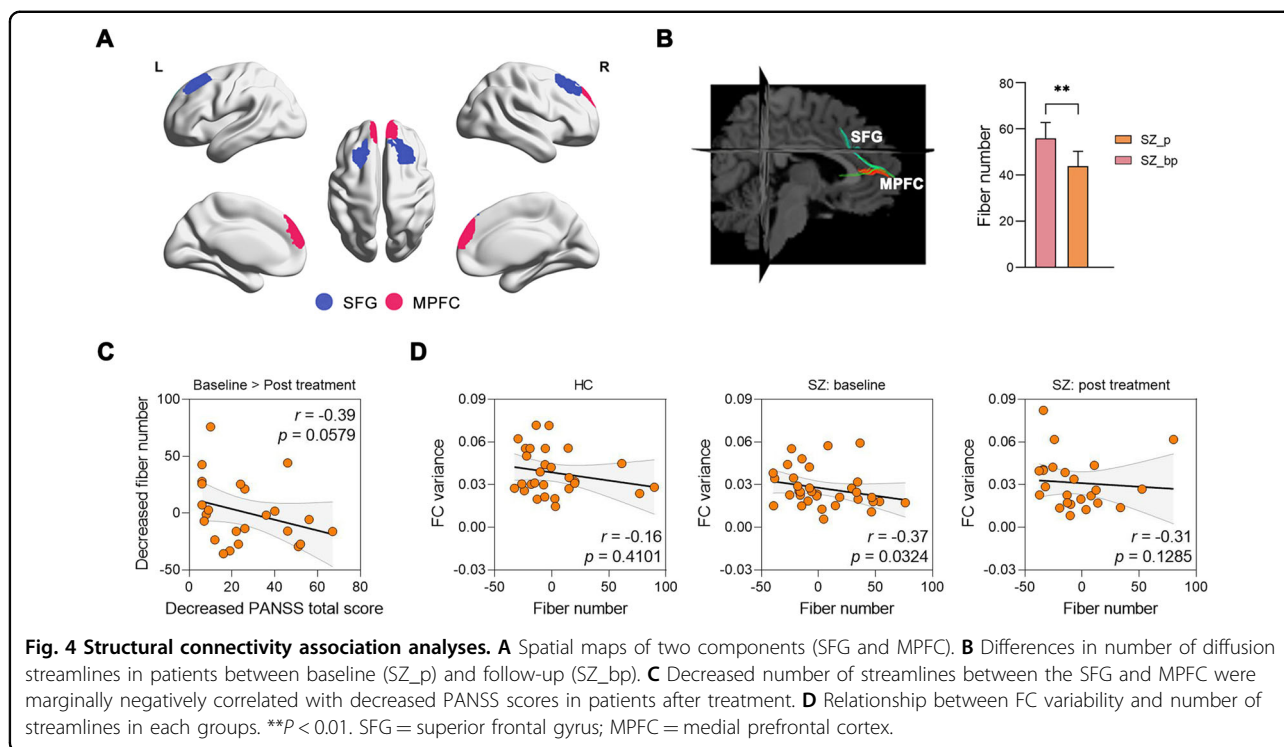 A
L
R
SFG MPFC
B
SFG
MPFC
**
80
60
40
20
0
Fiber number
SZ_p
SZ_bp
C
Baseline > Post treatment
r = -0.39
p = 0.0579
100
50
0
-50
Decreased fiber number
0 20 40 60 80
Decreased PANSS total score
D
HC
0.09
0.06
0.03
0.00
-0.03
FC variance
r = -0.16
p = 0.4101
-50 0 50 100
Fiber number
SZ: baseline
0.09
0.06
0.03
0.00
-0.03
FC variance
r = -0.37
p = 0.0324
-50 0 50 100
Fiber number
SZ: post treatment
0.09
0.06
0.03
0.00
-0.03
FC variance
r = -0.31
p = 0.1285
-50 0 50 100
Fiber number
Fig. 4 Structural connectivity association analyses. A Spatial maps of two components (SFG and MPFC). B Differences in number of diffusion
streamlines in patients between baseline (SZ_p) and follow-up (SZ_bp). C Decreased number of streamlines between the SFG and MPFC were
marginally negatively correlated with decreased PANSS scores in patients after treatment. D Relationship between FC variability and number of
streamlines in each groups. **P < 0.01. SFG = superior frontal gyrus; MPFC = medial prefrontal cortex.